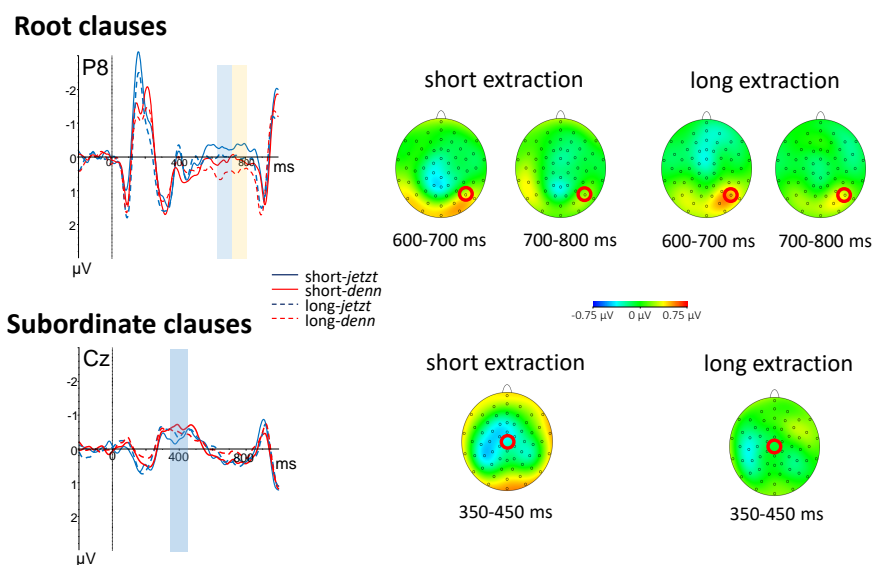 Root clauses
P8
-2
-1
0
1
2
400
800
ms
µV
short extraction
long extraction
600-700 ms
700-800 ms
600-700 ms
700-800 ms
short-jetzt
short-denn
long-jetzt
long-denn
-0.75 µV 0 µV 0.75 µV
Subordinate clauses
Cz
-2
-1
0
1
2
0
400
800
ms
µV
short extraction
long extraction
350-450 ms
350-450 ms